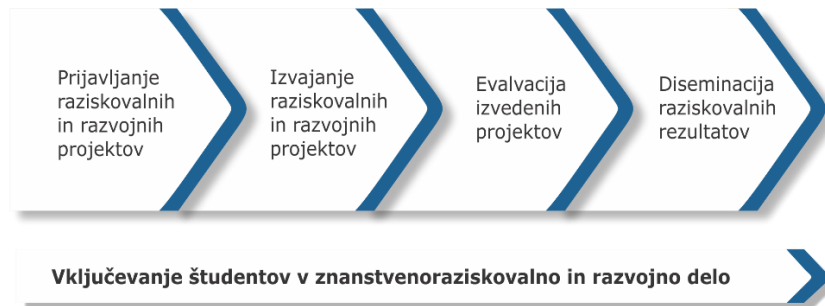 Prijavljanje
raziskovalnih
in razvojnih
projektov
Izvajanje
raziskovalnih
in razvojnih
projektov
Evalvacija
izvedenih
projektov
Diseminacija
raziskovalnih
rezultatov
Vključevanje študentov v znanstvenoraziskovalno in razvojno delo